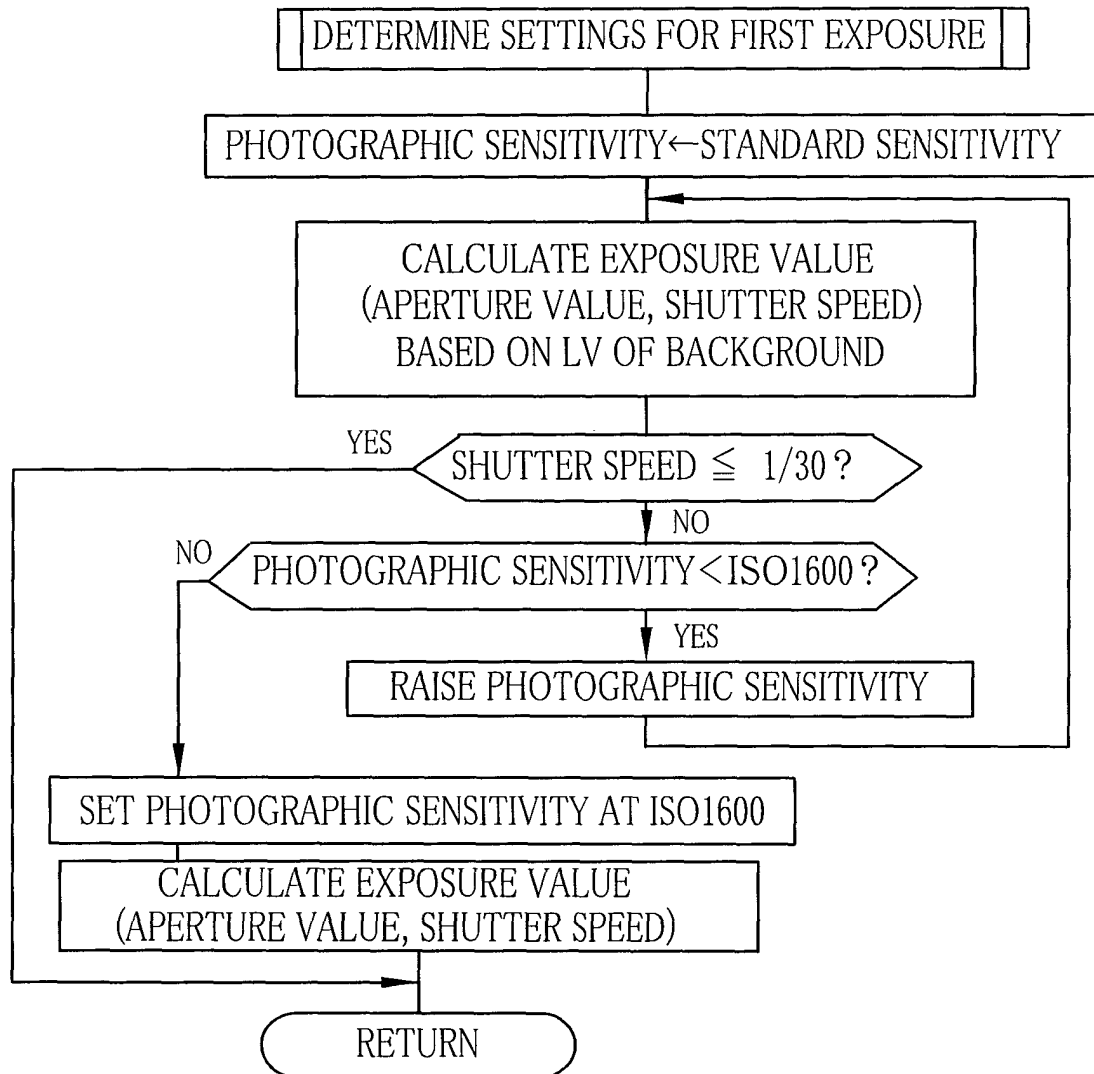 DETERMINE SETTINGS FOR FIRST EXPOSURE
PHOTOGRAPHIC SENSITIVITY←STANDARD SENSITIVITY
CALCULATE EXPOSURE VALUE
(APERTURE VALUE, SHUTTER SPEED)
BASED ON LV OF BACKGROUND
YES
SHUTTER SPEED ≦ 1/30?
NO
NO
PHOTOGRAPHIC SENSITIVITY<ISO1600?
YES
RAISE PHOTOGRAPHIC SENSITIVITY
SET PHOTOGRAPHIC SENSITIVITY AT ISO1600
CALCULATE EXPOSURE VALUE
(APERTURE VALUE, SHUTTER SPEED)
RETURN